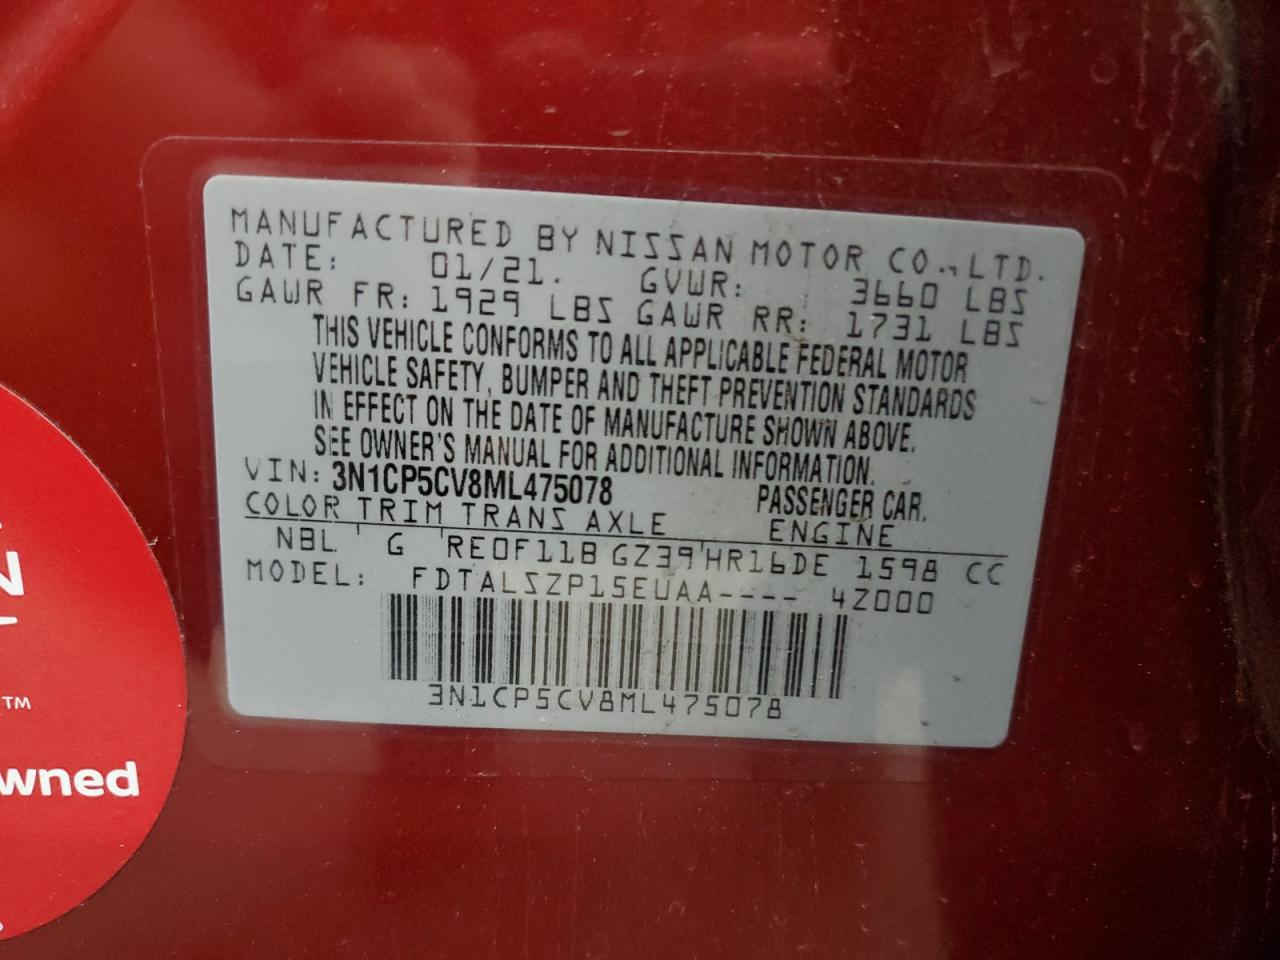 MANUFACTURED BY NISSAN MOTOR CO.,LTD.
DATE: 01/21. GVWR: 3660 LBS
GAWR FR: 1929 LBS GAWR RR: 1731 LBS
THIS VEHICLE CONFORMS TO ALL APPLICABLE FEDERAL MOTOR
VEHICLE SAFETY, BUMPER AND THEFT PREVENTION STANDARDS
IN EFFECT ON THE DATE OF MANUFACTURE SHOWN ABOVE.
SEE OWNER'S MANUAL FOR ADDITIONAL INFORMATION.
VIN: 3N1CP5CV8ML475078 PASSENGER CAR.
COLOR TRIM TRANS AXLE ENGINE
NBL G RE0F11B GZ39 HR16DE 1598 CC
MODEL: FDTALSZP15EUAA---- 4Z000
3N1CP5CV8ML475078
N
TM
wned